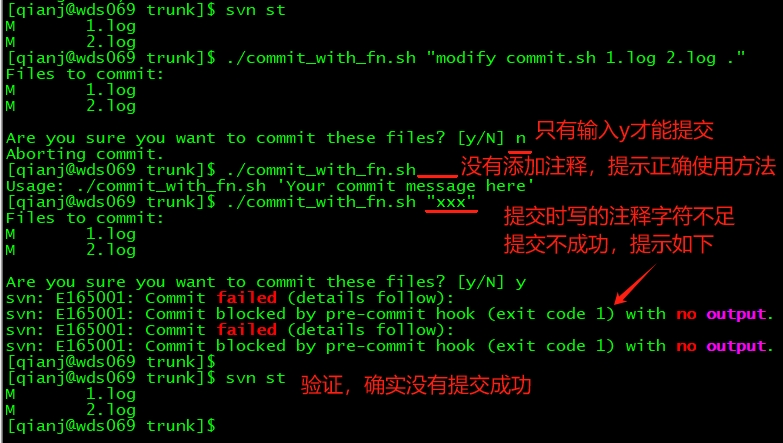 [qianj@wds069 trunk]$ svn st
M       1.log
M       2.log
[qianj@wds069 trunk]$ ./commit_with_fn.sh "modify commit.sh 1.log 2.log ."
Files to commit:
M       1.log
M       2.log
Are you sure you want to commit these files? [y/N] n 只有输入y才能提交
Aborting commit.
[qianj@wds069 trunk]$ ./commit_with_fn.sh 没有添加注释，提示正确使用方法
Usage: ./commit_with_fn.sh 'Your commit message here'
[qianj@wds069 trunk]$ ./commit_with_fn.sh "xxx"
Files to commit: 提交时写的注释字符不足
M       1.log
M       2.log 提交不成功，提示如下
Are you sure you want to commit these files? [y/N] y
svn: E165001: Commit failed (details follow):
svn: E165001: Commit blocked by pre-commit hook (exit code 1) with no output.
svn: E165001: Commit failed (details follow):
svn: E165001: Commit blocked by pre-commit hook (exit code 1) with no output.
[qianj@wds069 trunk]$
[qianj@wds069 trunk]$ svn st 验证，确实没有提交成功
M       1.log
M       2.log
[qianj@wds069 trunk]$